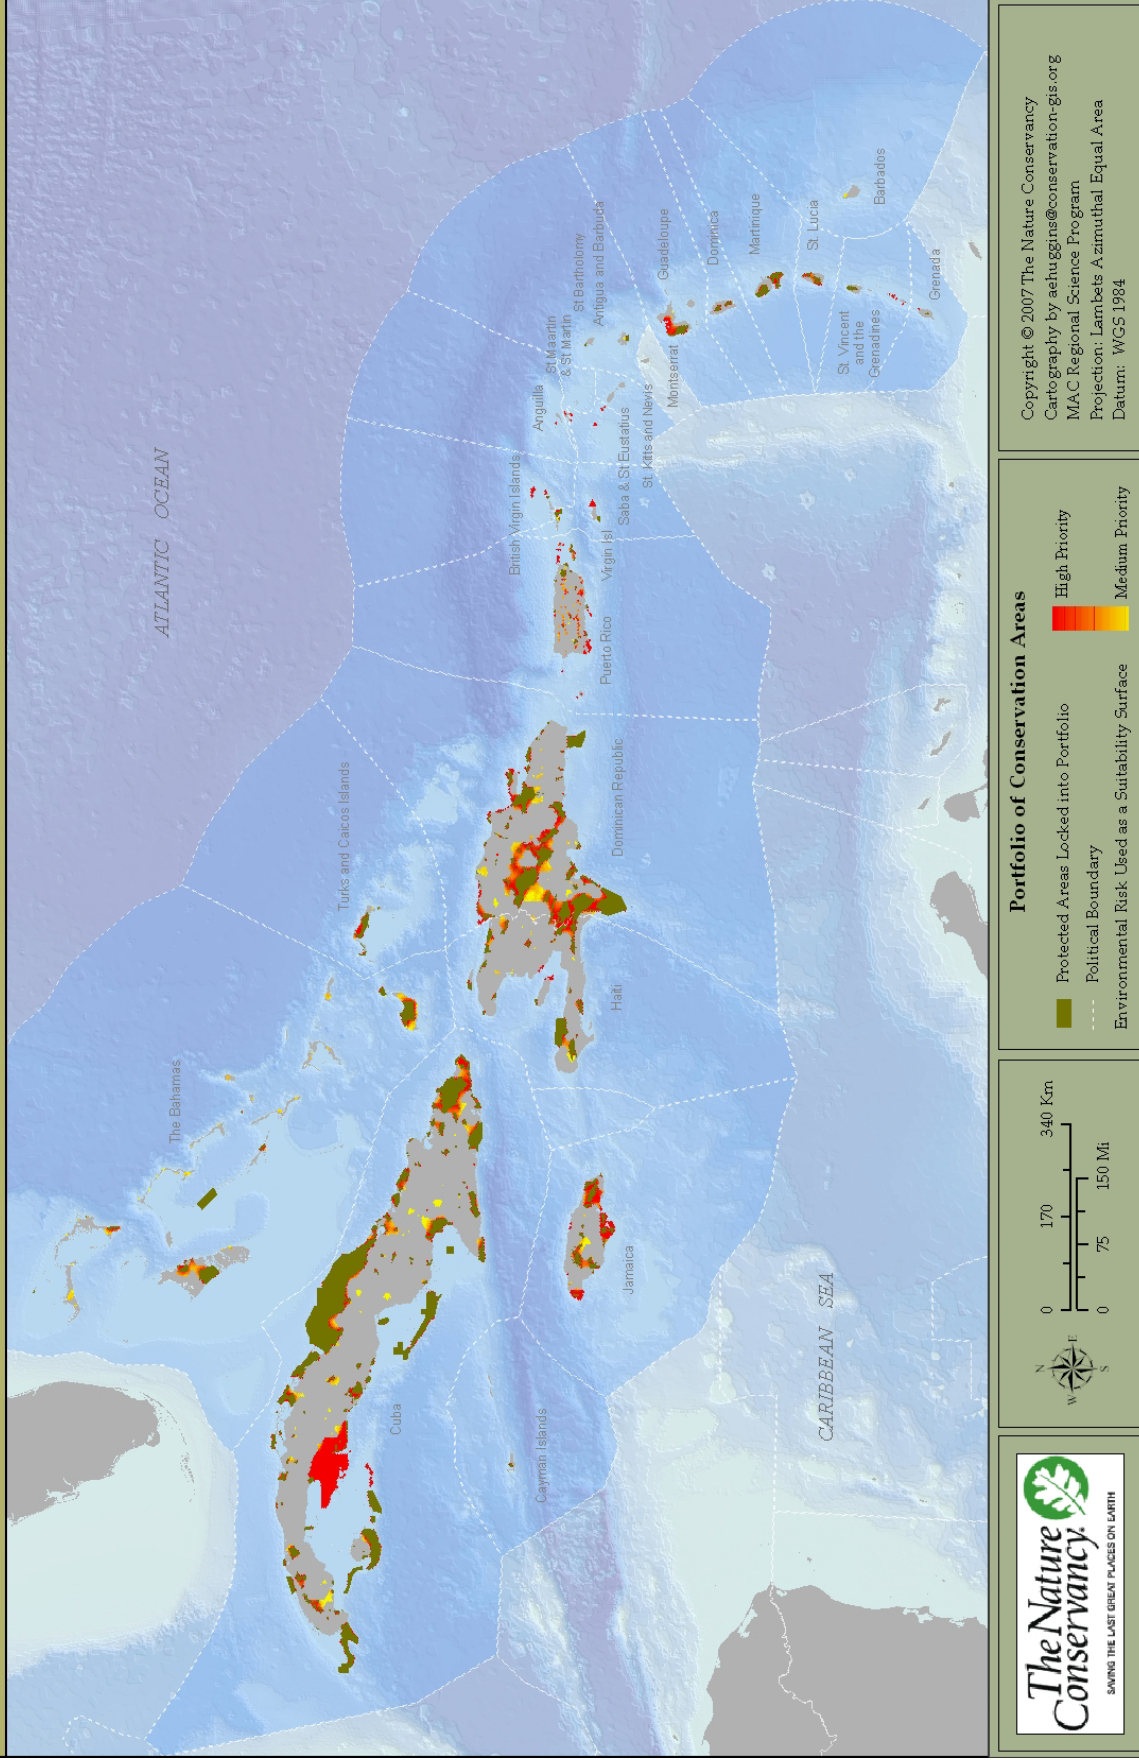 ATLANTIC OCEAN
The Bahamas
Turks and Caicos Islands
British Virgin Islands
Anguilla
St Maartin
& St Martin
St Bartholomy
Antigua and Barbuda
Guadeloupe
Dominica
Martinique
St. Lucia
Barbados
Cuba
Cayman Islands
Jamaica
Haiti
Dominican Republic
Puerto Rico
Virgin Isl
Saba & St Eustatius
St. Kitts and Nevis
Montserrat
St. Vincent
and the
Grenadines
Grenada
CARIBBEAN SEA
The Nature
Conservancy.
SAVING THE LAST GREAT PLACES ON EARTH
N
W E
S
0 170 340 Km
0 75 150 Mi
Portfolio of Conservation Areas
Protected Areas Locked into Portfolio
Political Boundary
Environmental Risk Used as a Suitability Surface
High Priority
Medium Priority
Copyright © 2007 The Nature Conservancy
Cartography by aehuggins@conservation-gis.org
MAC Regional Science Program
Projection: Lambets Azimuthal Equal Area
Datum: WGS 1984